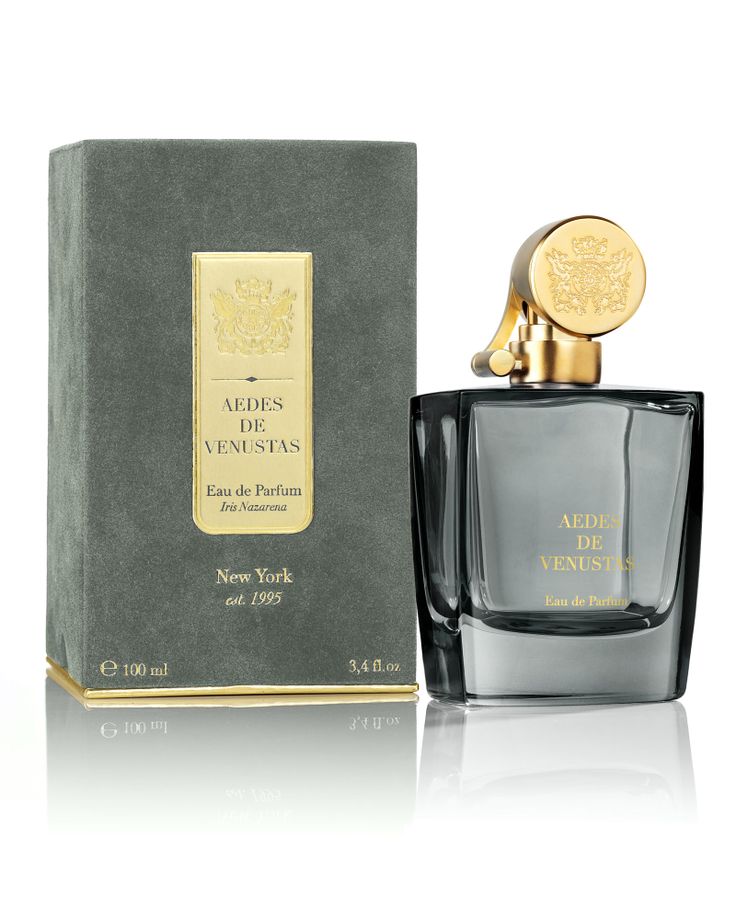 AEDES
DE
VENUSTAS
Eau de Parfum
Iris Nazarena
New York
est. 1995
℮ 100 ml
3,4 fl.oz
AEDES
DE
VENUSTAS
Eau de Parfum